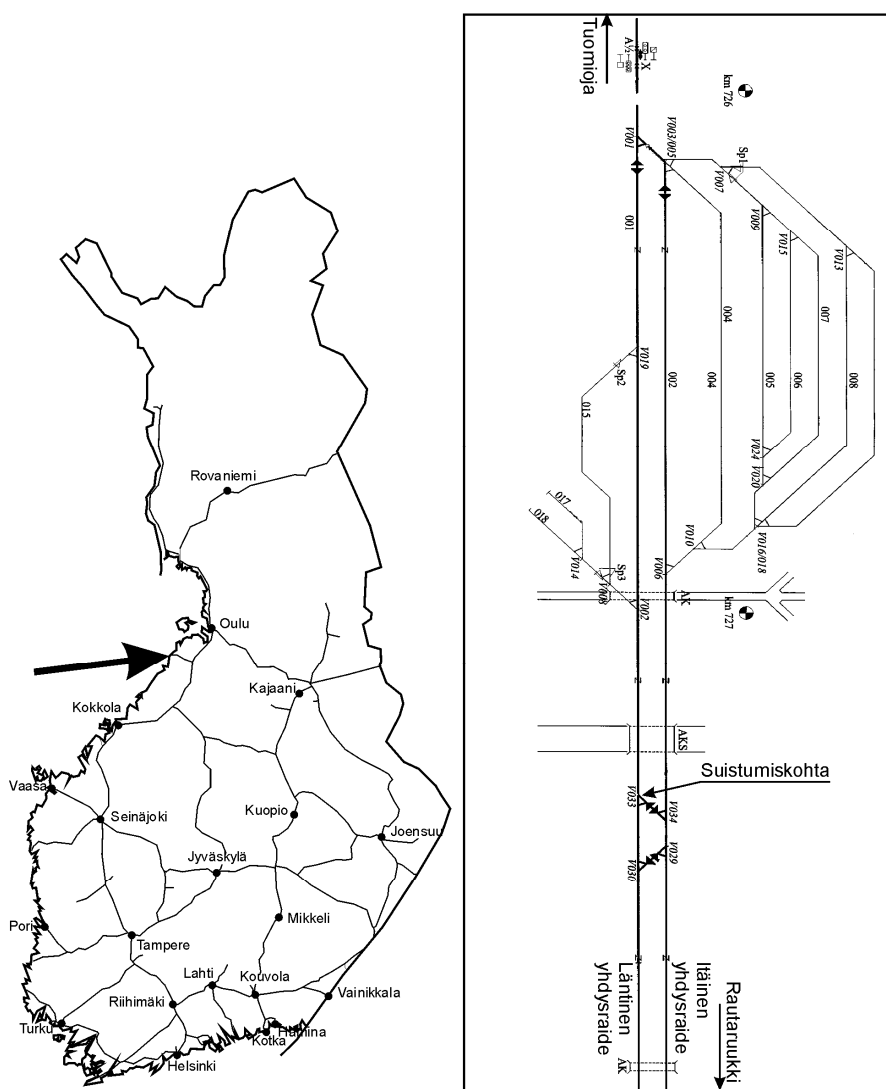 Rovaniemi
Oulu
Kajaani
Kokkola
Vaasa
Seinäjoki
Kuopio
Joensuu
Jyväskylä
Mikkeli
Pori
Tampere
Lahti
Kouvola
Riihimäki
Vainikkala
Turku
Hamina
Kotka
Helsinki
Tuomioja
A½
X
km 726
V001
V003/005
Sp1
V007
V009
V015
V013
001
004
007
V019
Sp2
002
004
005
006
008
015
V024
V020
017
018
V010
V016/018
V014
Sp3
V008
V006
V002
AK
km 727
AKS
Suistumiskohta
V033
V034
V029
V030
Läntinen
yhdysraide
Itäinen
yhdysraide
Rautaruukki
AK